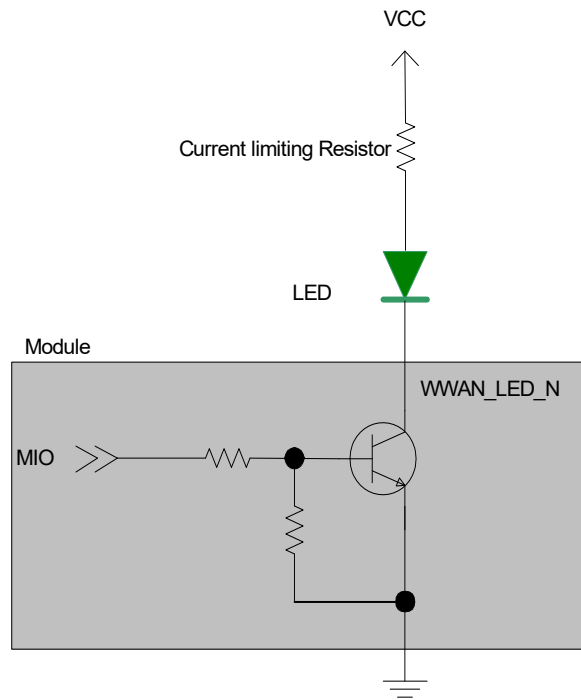 VCC
Current limiting Resistor
LED
Module
WWAN_LED_N
MIO